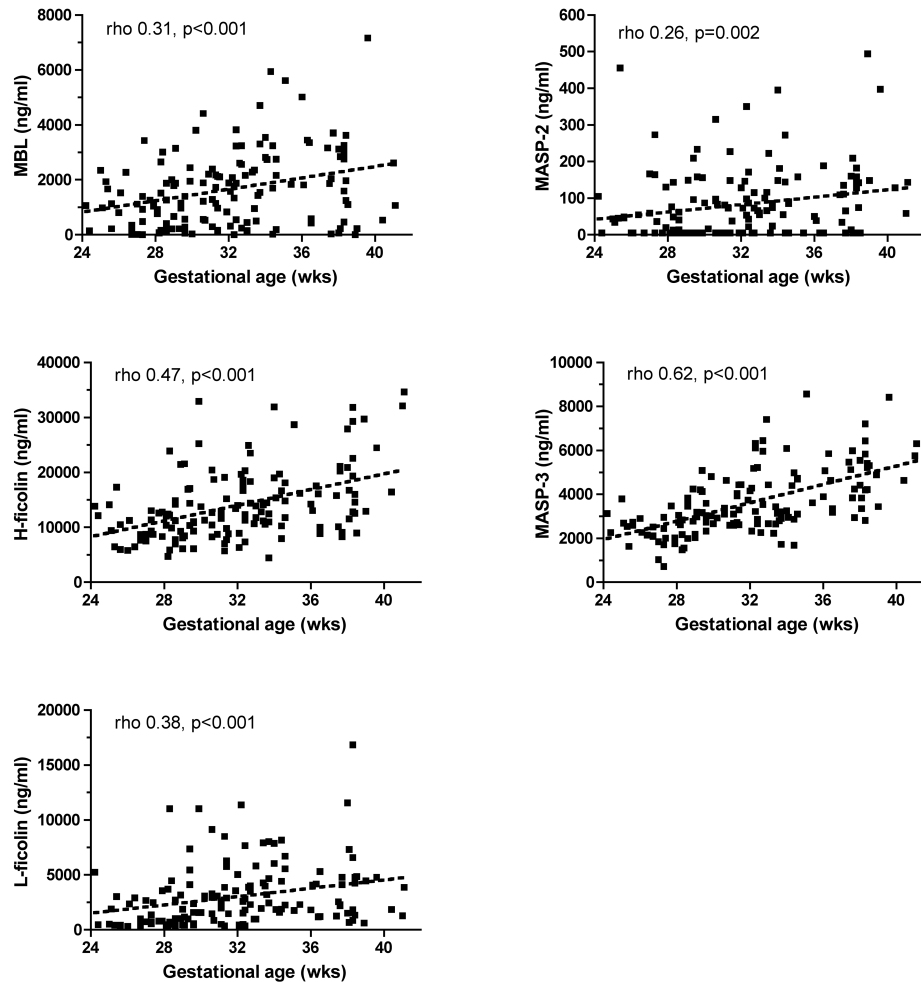 rho 0.31, p<0.001
MBL (ng/ml)
8000
6000
4000
2000
0
24 28 32 36 40
Gestational age (wks)
rho 0.26, p=0.002
MASP-2 (ng/ml)
600
500
400
300
200
100
0
24 28 32 36 40
Gestational age (wks)
rho 0.47, p<0.001
H-ficolin (ng/ml)
40000
30000
20000
10000
0
24 28 32 36 40
Gestational age (wks)
rho 0.62, p<0.001
MASP-3 (ng/ml)
10000
8000
6000
4000
2000
0
24 28 32 36 40
Gestational age (wks)
rho 0.38, p<0.001
L-ficolin (ng/ml)
20000
15000
10000
5000
0
24 28 32 36 40
Gestational age (wks)